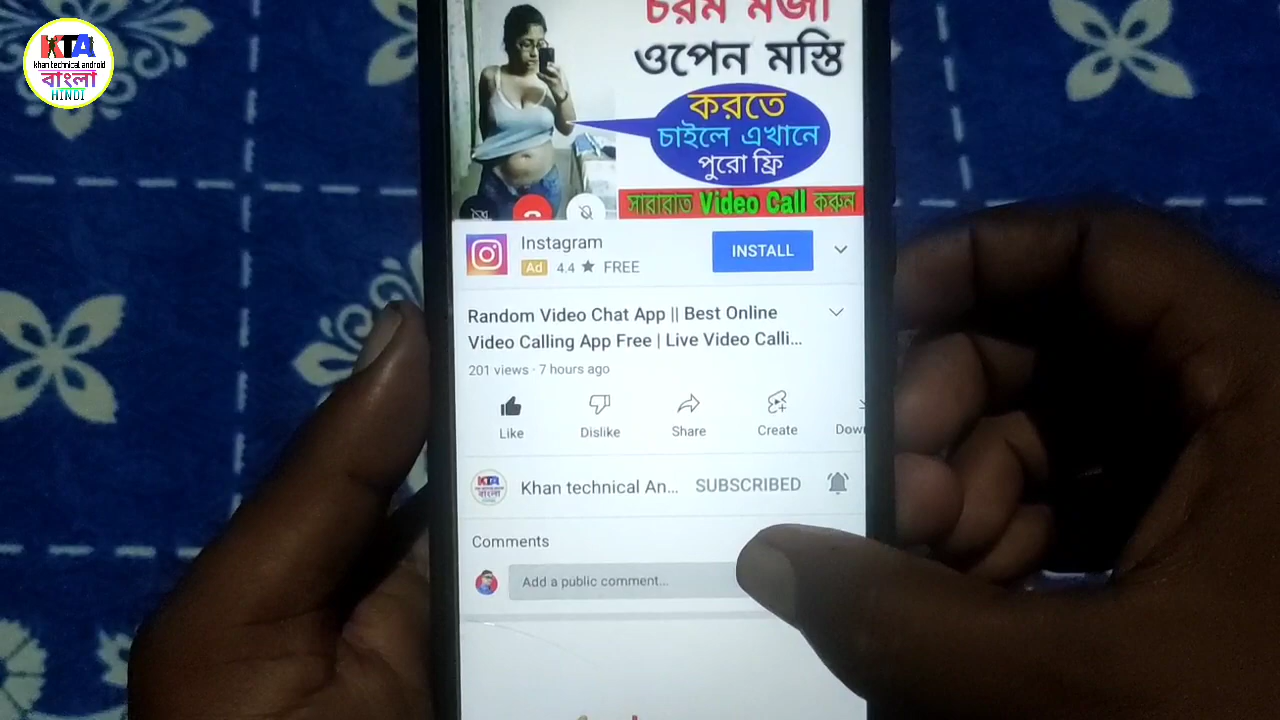 KTA
khan technical android
বাংলা
HINDI
চরম মজা
ওপেন মস্তি
করতে
চাইলে এখানে
পুরো ফ্রি
সারারাত Video Call করুন
Instagram
Ad 4.4 ★ FREE
INSTALL
Random Video Chat App || Best Online
Video Calling App Free | Live Video Calli...
201 views · 7 hours ago
Like
Dislike
Share
Create
Down
KTA
বাংলা
Khan technical An...
SUBSCRIBED
Comments
Add a public comment...